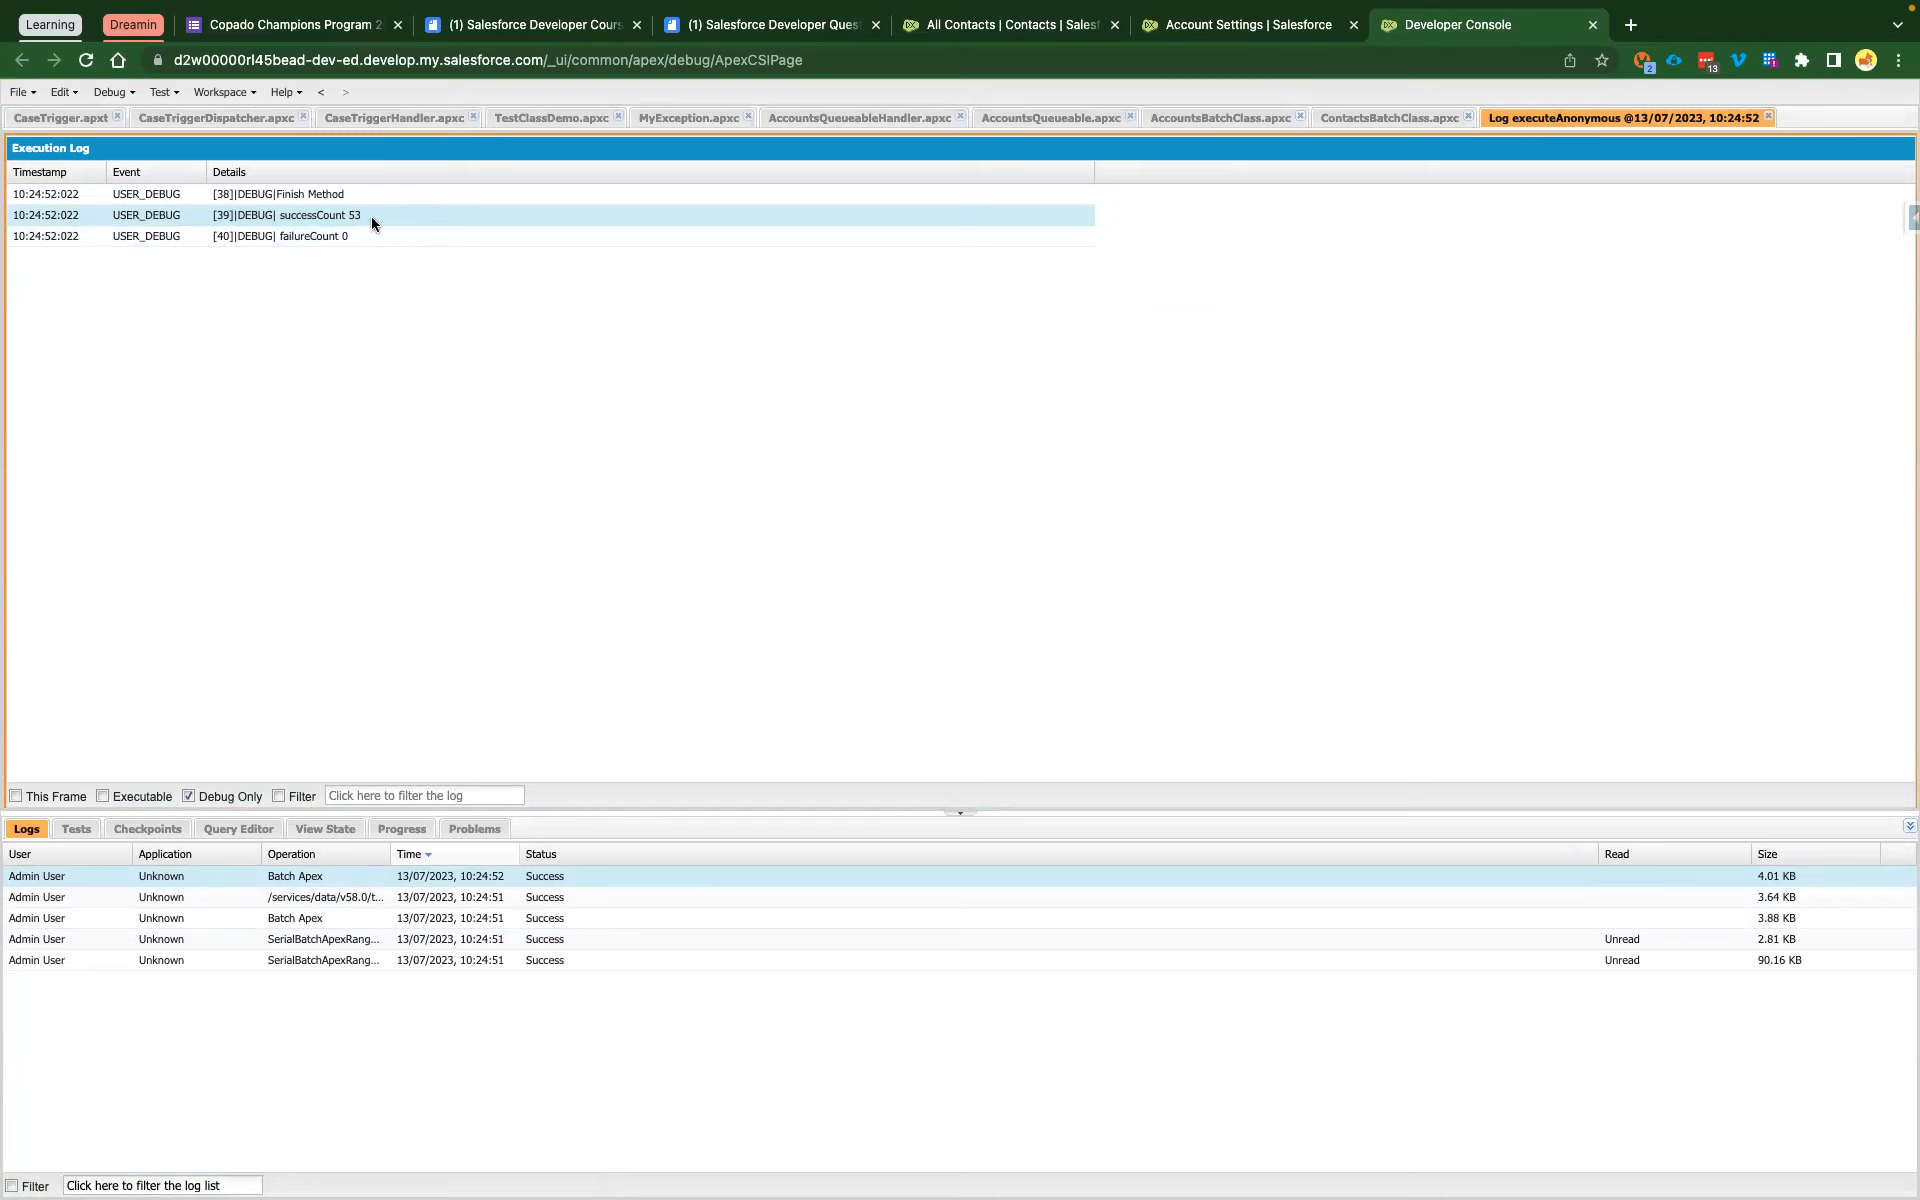 Learning Dreamin Copado Champions Program 2 (1) Salesforce Developer Cours (1) Salesforce Developer Ques All Contacts | Contacts | Salesf Account Settings | Salesforce Developer Console
d2w00000rl45bead-dev-ed.develop.my.salesforce.com/_ui/common/apex/debug/ApexCSIPage 2 13
File Edit Debug Test Workspace Help < >
CaseTrigger.apxt CaseTriggerDispatcher.apxc CaseTriggerHandler.apxc TestClassDemo.apxc MyException.apxc AccountsQueueableHandler.apxc AccountsQueueable.apxc AccountsBatchClass.apxc ContactsBatchClass.apxc Log executeAnonymous @13/07/2023, 10:24:52
Execution Log
Timestamp Event Details
10:24:52:022 USER_DEBUG [38]|DEBUG|Finish Method
10:24:52:022 USER_DEBUG [39]|DEBUG| successCount 53
10:24:52:022 USER_DEBUG [40]|DEBUG| failureCount 0
This Frame Executable Debug Only Filter Click here to filter the log
Logs Tests Checkpoints Query Editor View State Progress Problems
User Application Operation Time Status Read Size
Admin User Unknown Batch Apex 13/07/2023, 10:24:52 Success 4.01 KB
Admin User Unknown /services/data/v58.0/t... 13/07/2023, 10:24:51 Success 3.64 KB
Admin User Unknown Batch Apex 13/07/2023, 10:24:51 Success 3.88 KB
Admin User Unknown SerialBatchApexRang... 13/07/2023, 10:24:51 Success Unread 2.81 KB
Admin User Unknown SerialBatchApexRang... 13/07/2023, 10:24:51 Success Unread 90.16 KB
Filter Click here to filter the log list